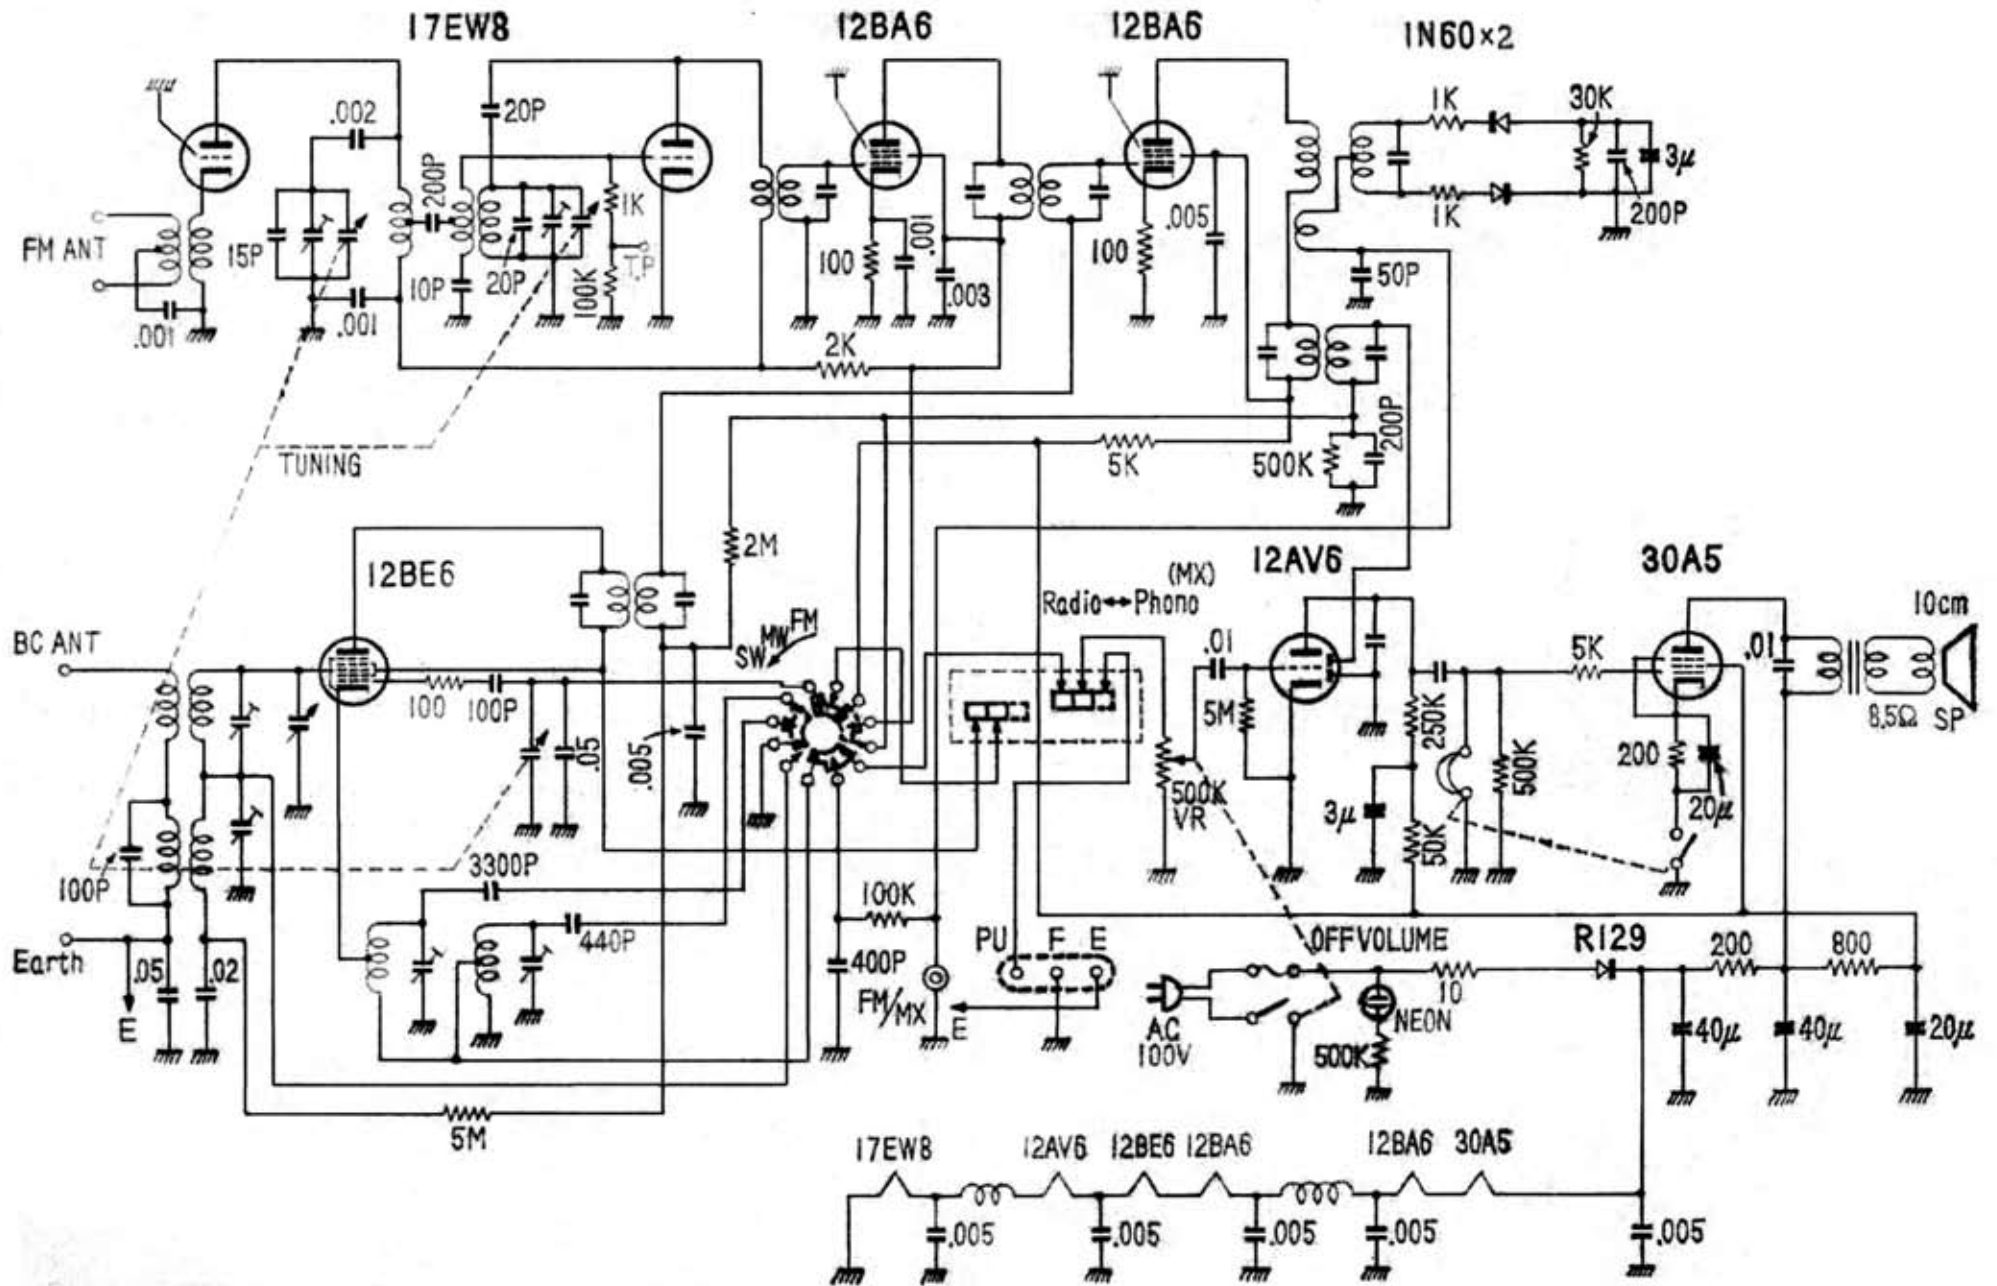 17EW8
12BA6
12BA6
1N60×2
.002
20P
1K
30K
3μ
200P
1K
200P
FM ANT
15P
1K
T.P
10P
20P
100K
.001
.001
100
.001
.003
100
.005
50P
2K
TUNING
5K
500K
200P
2M
12BE6
(MX)
Radio↔Phono
12AV6
30A5
10cm
BC ANT
SW MW FM
.01
5K
.01
100
100P
.05
.005
5M
250K
500K
200
20μ
8.5Ω
SP
500K
VR
3μ
50K
100P
3300P
440P
100K
400P
FM/MX
Earth
.05
.02
E
PU F E
E
OFF VOLUME
R129
200
800
10
AC
100V
NEON
500K
40μ
40μ
20μ
5M
17EW8
12AV6
12BE6
12BA6
12BA6
30A5
.005
.005
.005
.005
.005